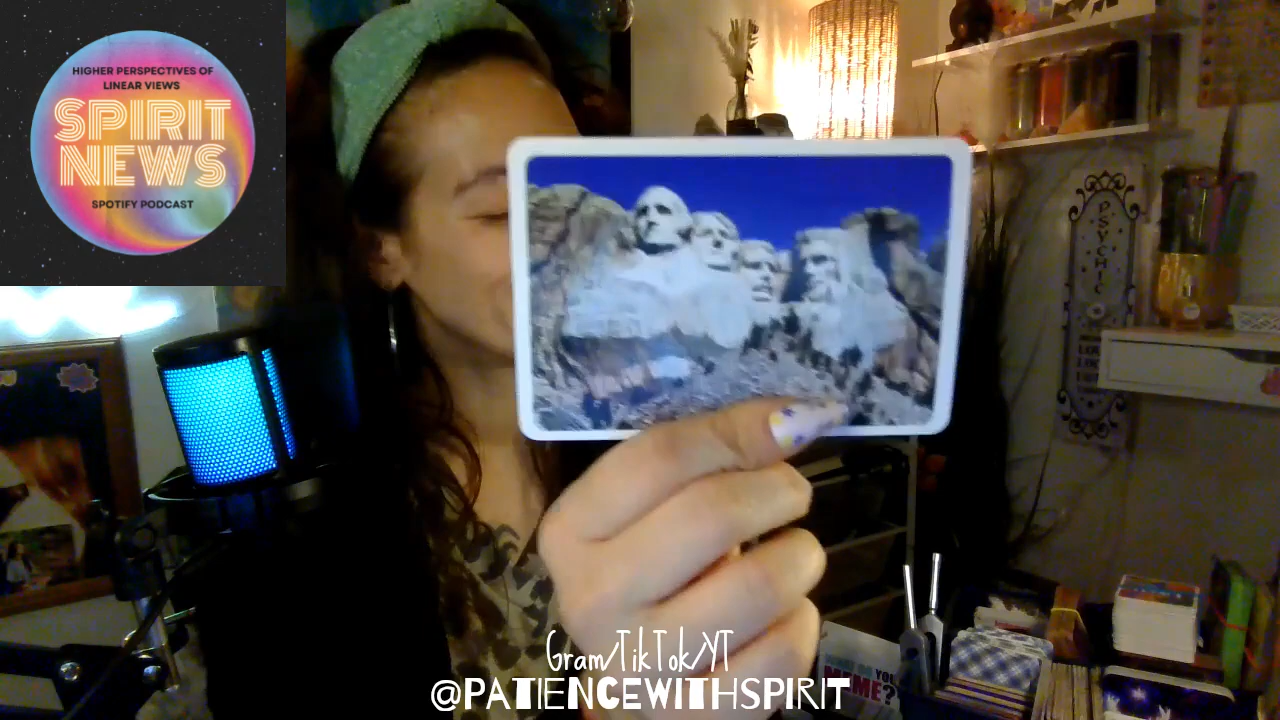 HIGHER PERSPECTIVES OF
LINEAR VIEWS
SPIRIT
NEWS
SPOTIFY PODCAST
PSYCHIC
Gram/TikTok/YT
@PATIENCEWITHSPIRIT